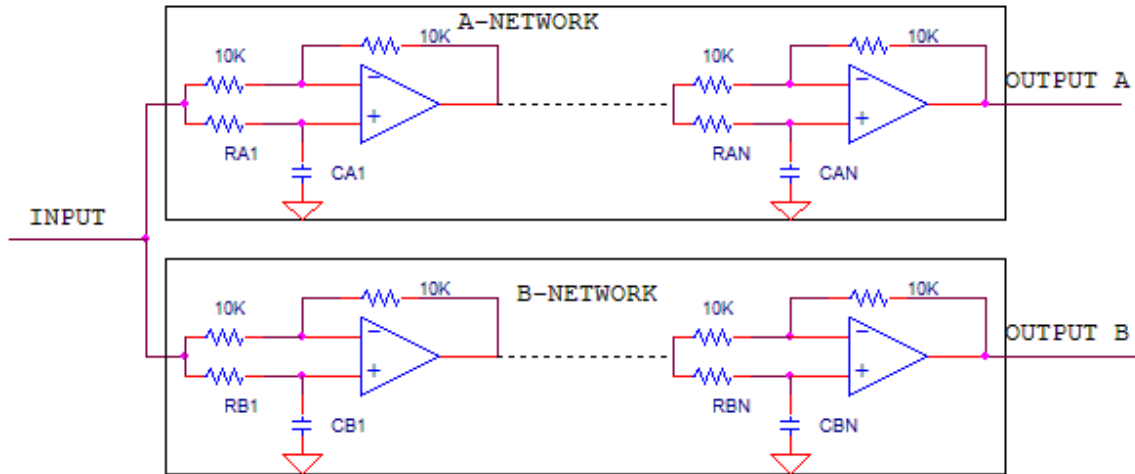 A-NETWORK
10K
10K
10K
10K
OUTPUT A
RA1
CA1
RAN
CAN
INPUT
B-NETWORK
10K
10K
10K
10K
OUTPUT B
RB1
CB1
RBN
CBN